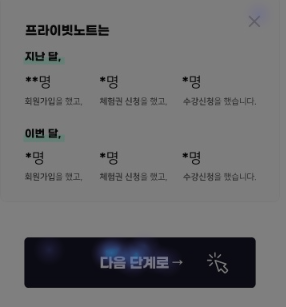 프라이빗노트는
지난 달,
**명 *명 *명
회원가입을 했고, 체험권 신청을 했고, 수강신청을 했습니다.
이번 달,
*명 *명 *명
회원가입을 했고, 체험권 신청을 했고, 수강신청을 했습니다.
다음 단계로 →